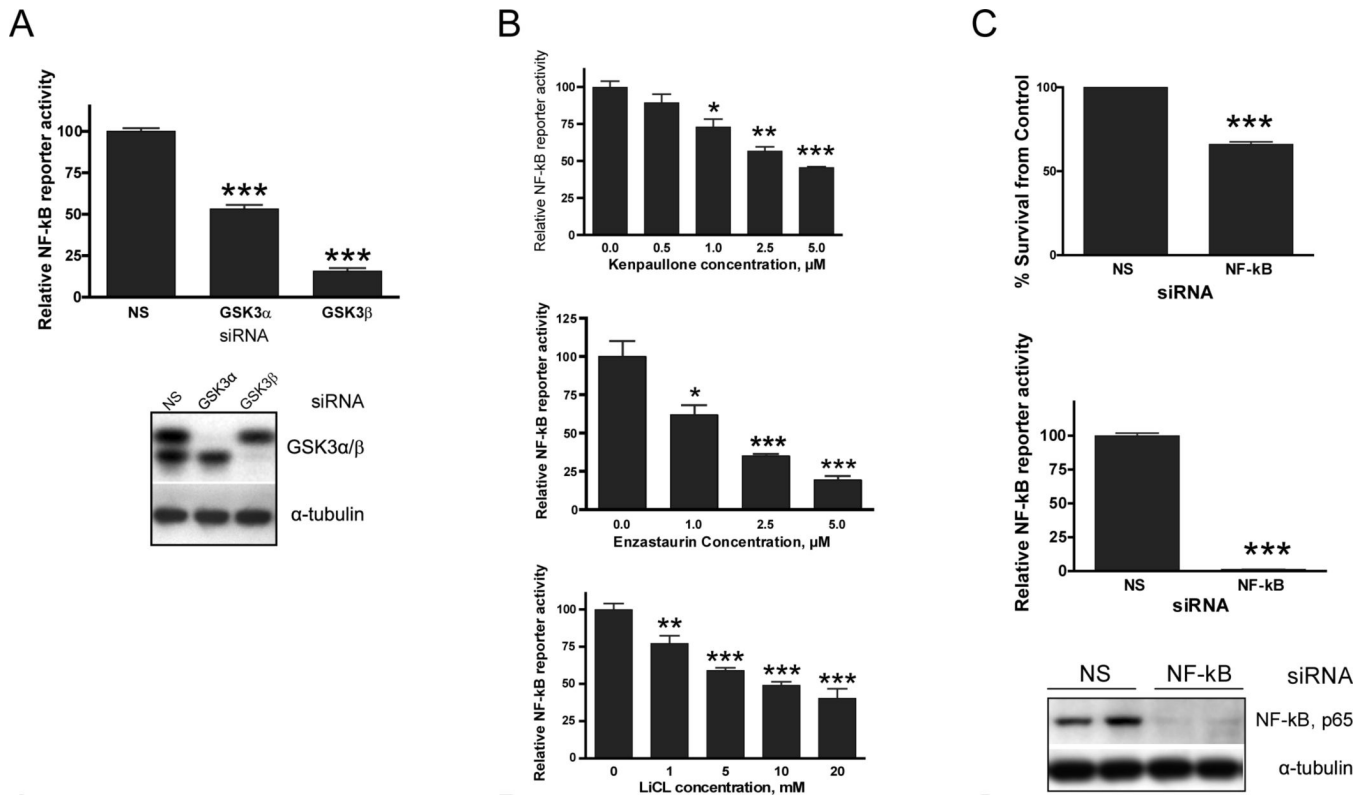 A
Relative NF-kB reporter activity
100
75
50
25
0
***
***
NS
GSK3α
GSK3β
siRNA
NS
GSK3α
GSK3β
siRNA
GSK3α/β
α-tubulin
B
Relative NF-kB reporter activity
100
75
50
25
0
*
**
***
0.0
0.5
1.0
2.5
5.0
Kenpaullone concentration, µM
Relative NF-kB reporter activity
125
100
75
50
25
0
*
***
***
0.0
1.0
2.5
5.0
Enzastaurin Concentration, µM
Relative NF-kB reporter activity
100
75
50
25
0
**
***
***
***
0
1
5
10
20
LiCL concentration, mM
C
% Survival from Control
100
50
0
***
NS
NF-kB
siRNA
Relative NF-kB reporter activity
100
75
50
25
0
***
NS
NF-kB
siRNA
NS
NF-kB
siRNA
NF-kB, p65
α-tubulin